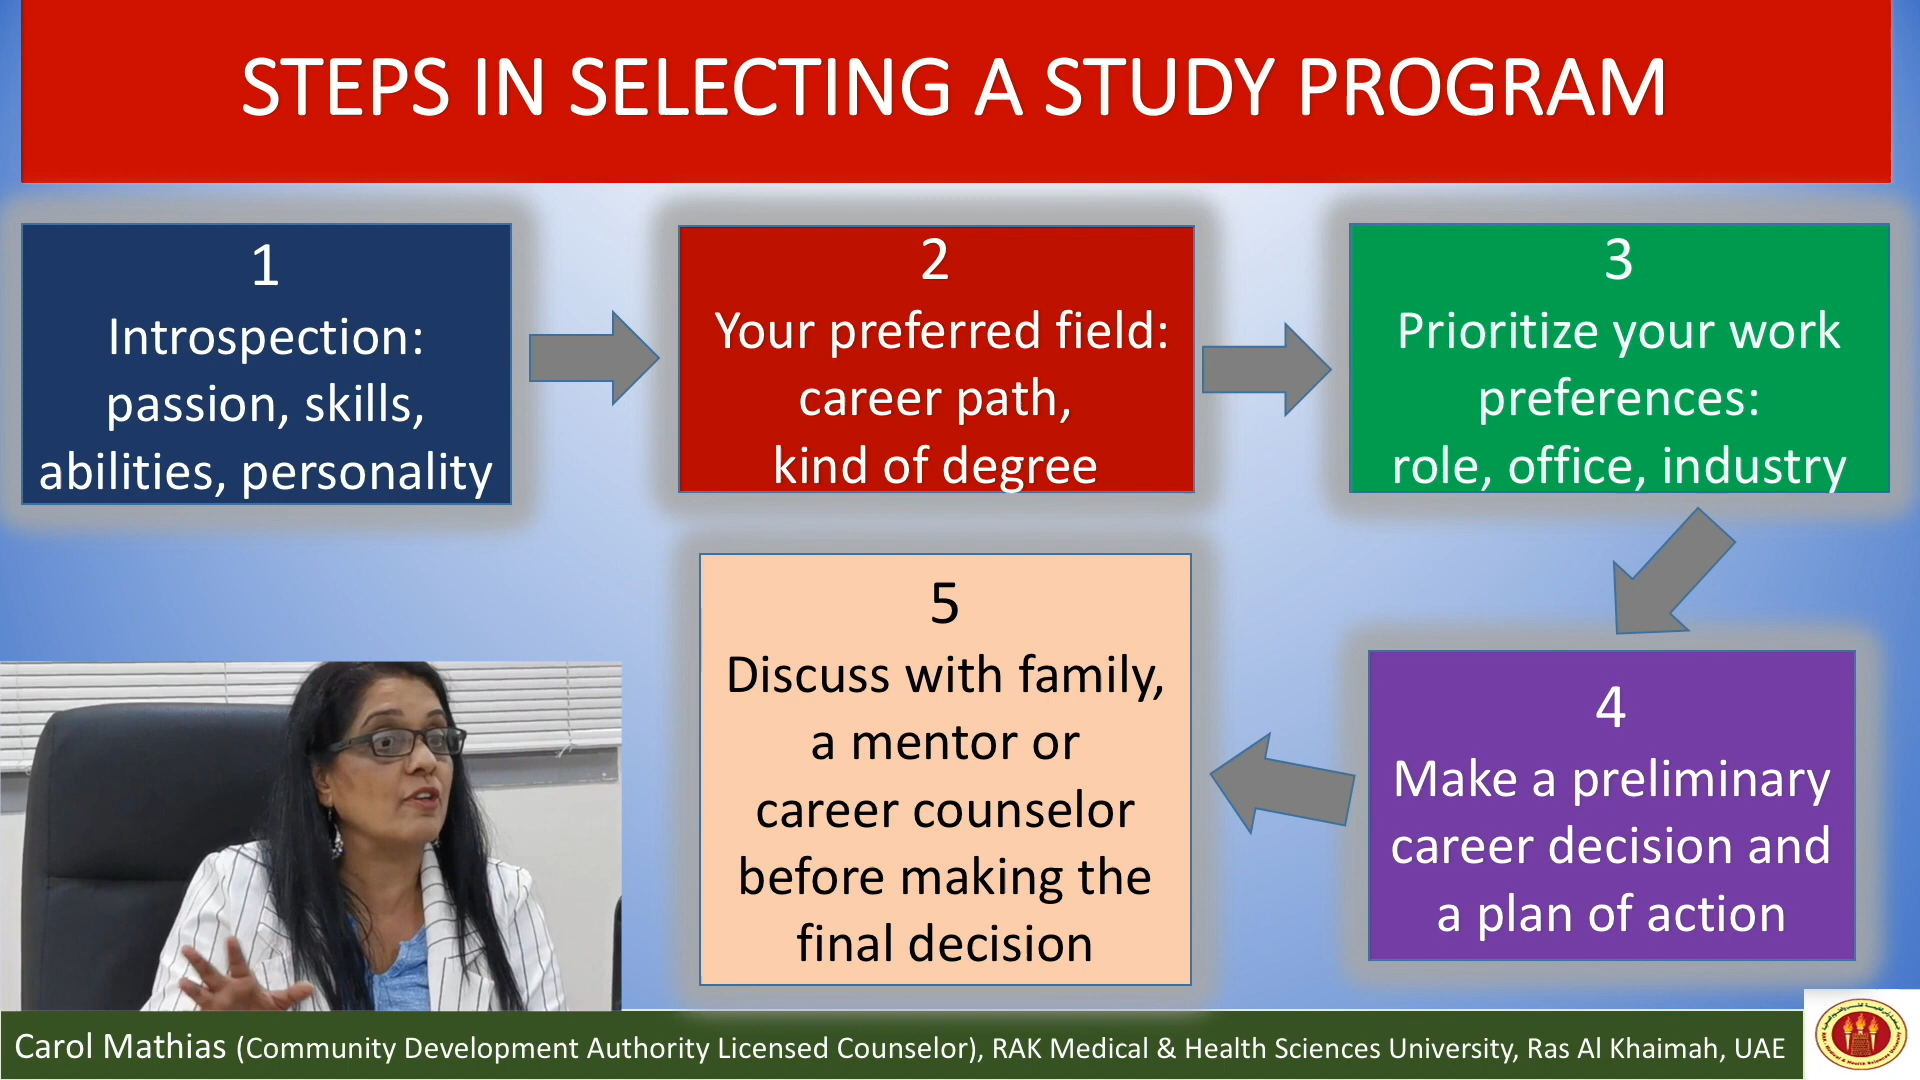 STEPS IN SELECTING A STUDY PROGRAM
1
Introspection:
passion, skills,
abilities, personality
2
Your preferred field:
career path,
kind of degree
3
Prioritize your work
preferences:
role, office, industry
4
Make a preliminary
career decision and
a plan of action
5
Discuss with family,
a mentor or
career counselor
before making the
final decision
Carol Mathias (Community Development Authority Licensed Counselor), RAK Medical & Health Sciences University, Ras Al Khaimah, UAE